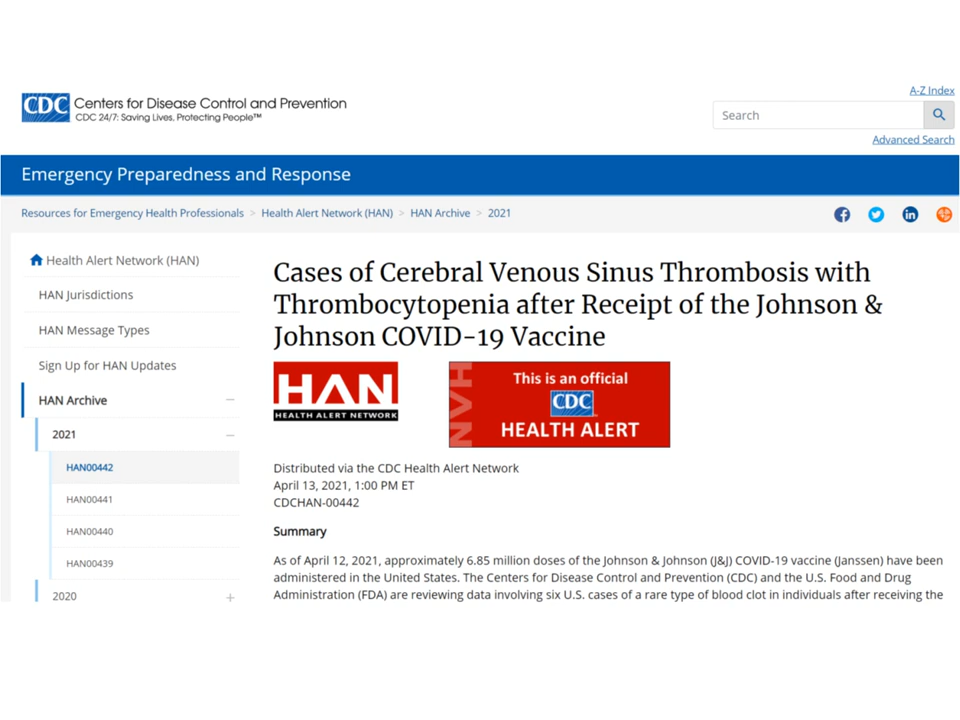 CDC Centers for Disease Control and Prevention
CDC 24/7: Saving Lives. Protecting People™
A-Z Index
Search
Advanced Search
Emergency Preparedness and Response
Resources for Emergency Health Professionals > Health Alert Network (HAN) > HAN Archive > 2021
Health Alert Network (HAN)
HAN Jurisdictions
HAN Message Types
Sign Up for HAN Updates
HAN Archive
2021
HAN00442
HAN00441
HAN00440
HAN00439
2020
Cases of Cerebral Venous Sinus Thrombosis with
Thrombocytopenia after Receipt of the Johnson &
Johnson COVID-19 Vaccine
HAN
HEALTH ALERT NETWORK
HAN
This is an official
CDC
HEALTH ALERT
Distributed via the CDC Health Alert Network
April 13, 2021, 1:00 PM ET
CDCHAN-00442
Summary
As of April 12, 2021, approximately 6.85 million doses of the Johnson & Johnson (J&J) COVID-19 vaccine (Janssen) have been
administered in the United States. The Centers for Disease Control and Prevention (CDC) and the U.S. Food and Drug
Administration (FDA) are reviewing data involving six U.S. cases of a rare type of blood clot in individuals after receiving the